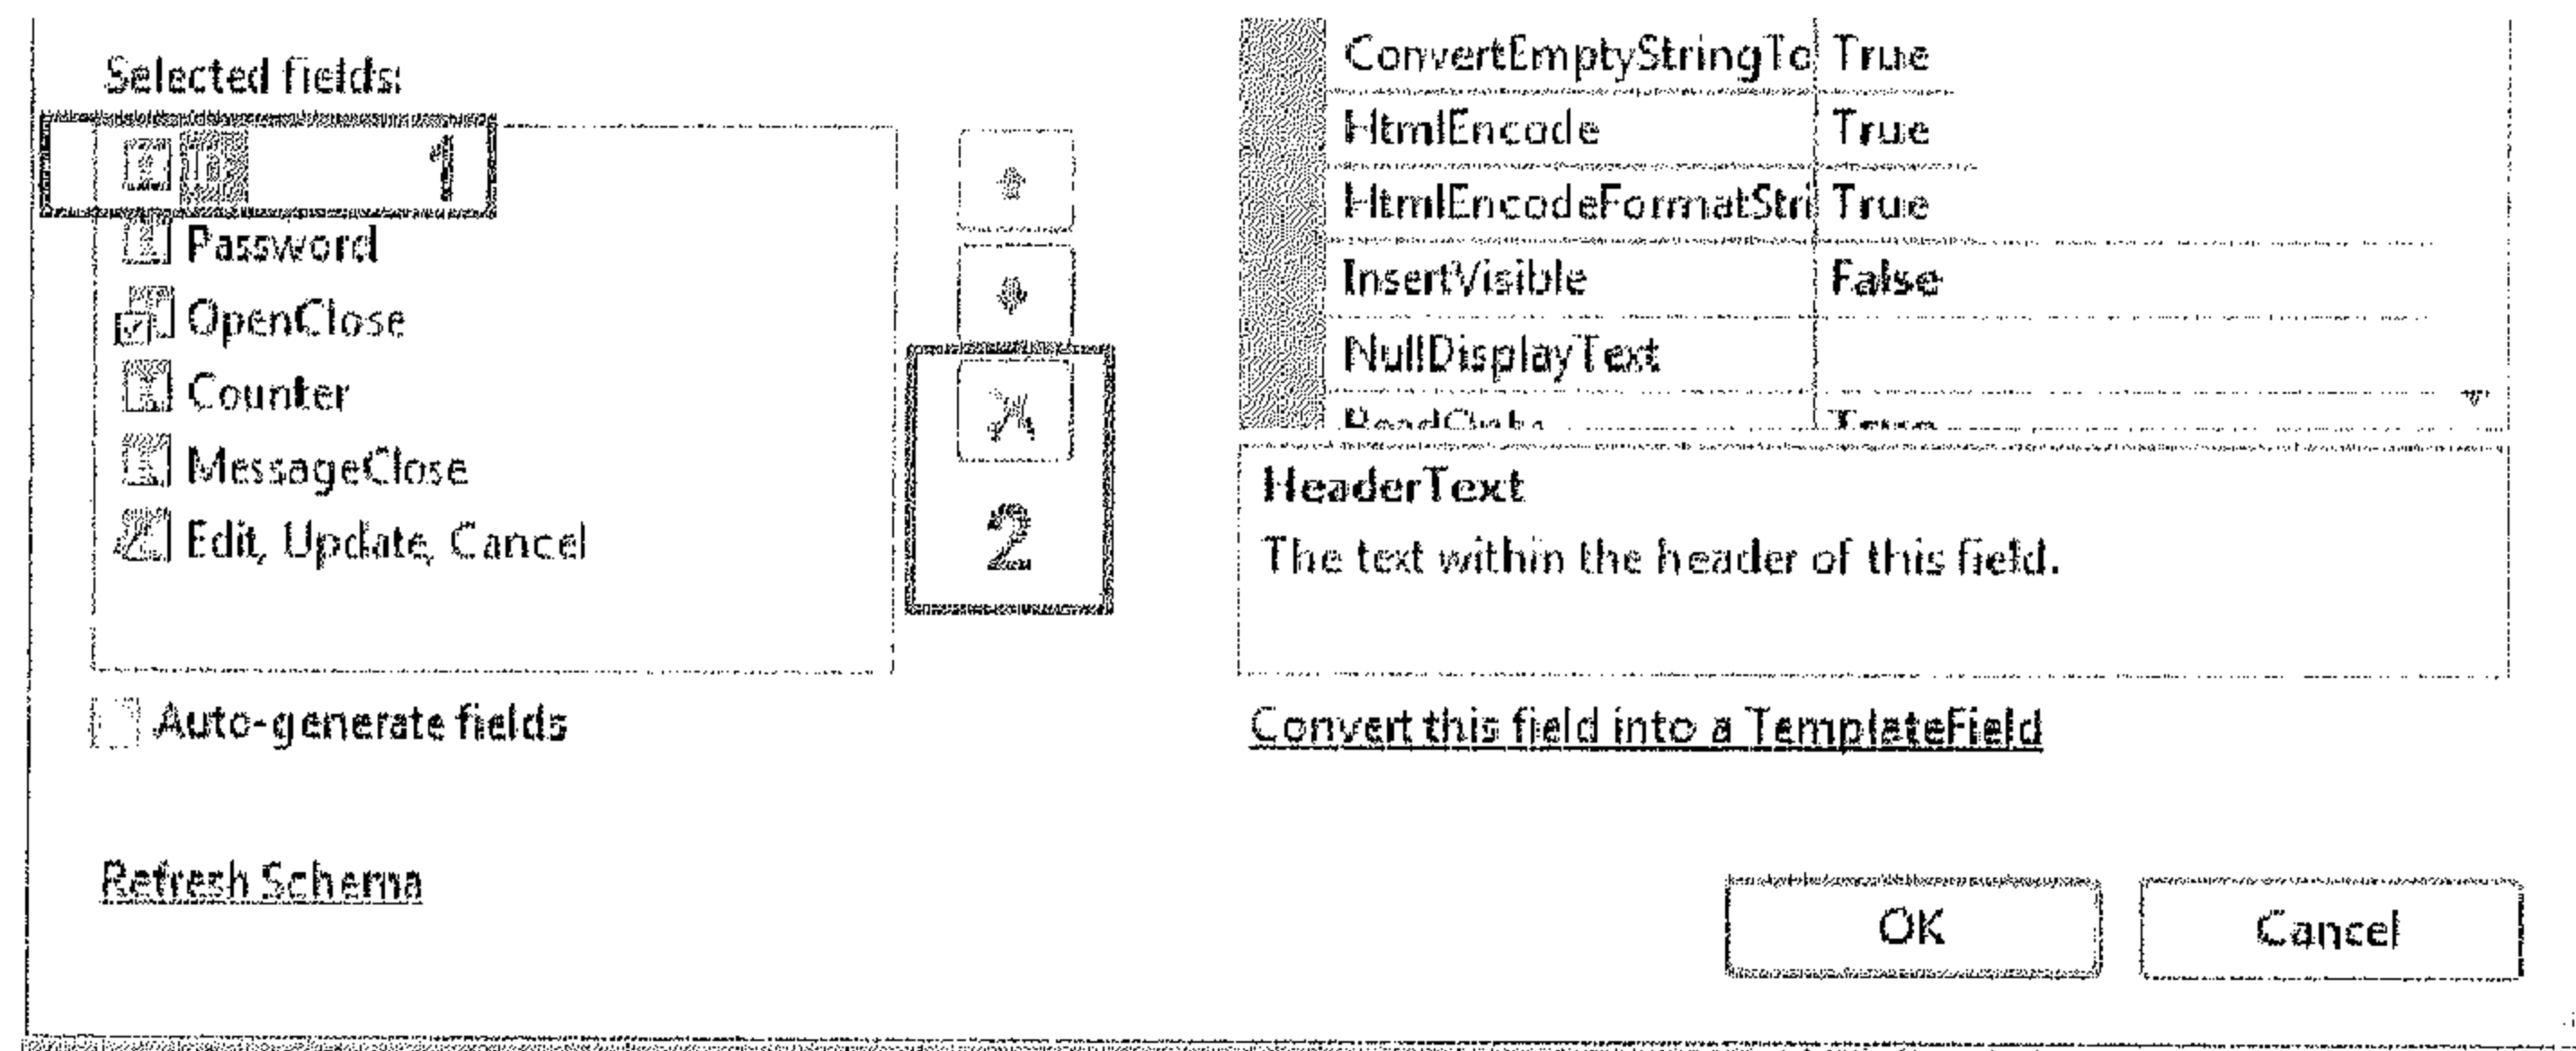 Selected fields:
1
Password
OpenClose
Counter
MessageClose
Edit, Update, Cancel
2
Auto-generate fields
Refresh Schema
ConvertEmptyStringTo True
HtmlEncode True
HtmlEncodeFormatStri True
InsertVisible False
NullDisplayText
HeaderText
The text within the header of this field.
Convert this field into a TemplateField
OK
Cancel